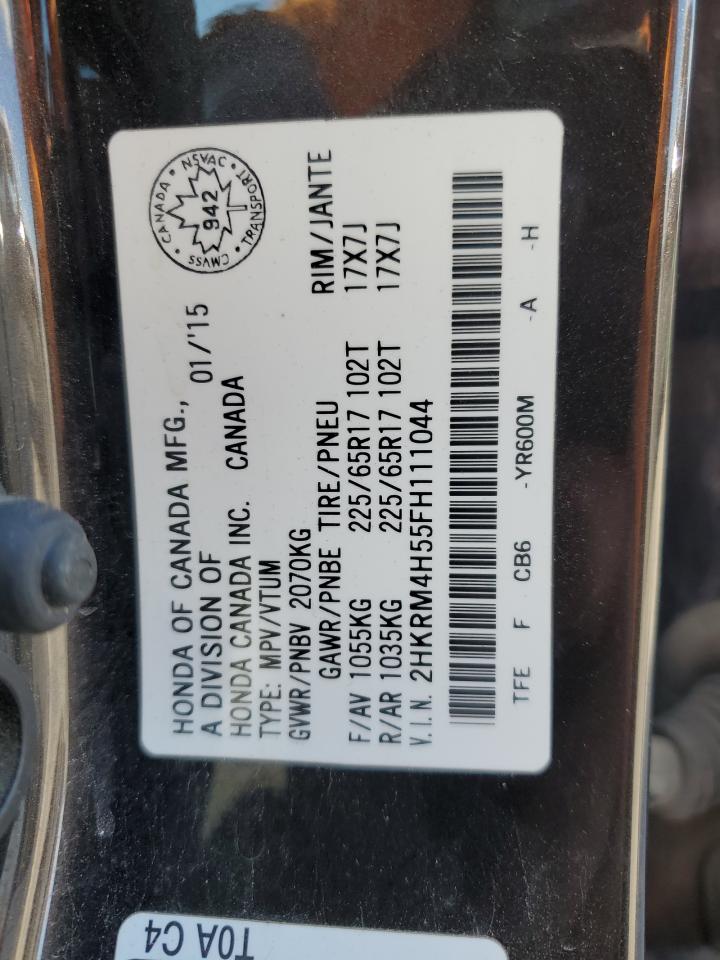 HONDA OF CANADA MFG., 01/'15
A DIVISION OF
HONDA CANADA INC. CANADA
TYPE: MPV/VTUM
GVWR/PNBV 2070KG
GAWR/PNBE TIRE/PNEU RIM/JANTE
F/AV 1055KG 225/65R17 102T 17X7J
R/AR 1035KG 225/65R17 102T 17X7J
V.I.N. 2HKRM4H55FH111044
TFE F CB6 -YR600M -A -H
CANADA • NSVAC • TRANSPORT • CMVSS •
942
T0A C4